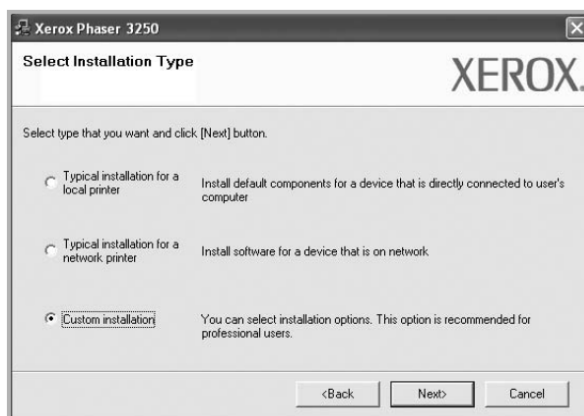 Xerox Phaser 3250
Select Installation Type
XEROX.
Select type that you want and click [Next] button.
Typical installation for a
local printer
Install default components for a device that is directly connected to user's
computer
Typical installation for a
network printer
Install software for a device that is on network
Custom installation
You can select installation options. This option is recommended for
professional users.
<Back
Next>
Cancel